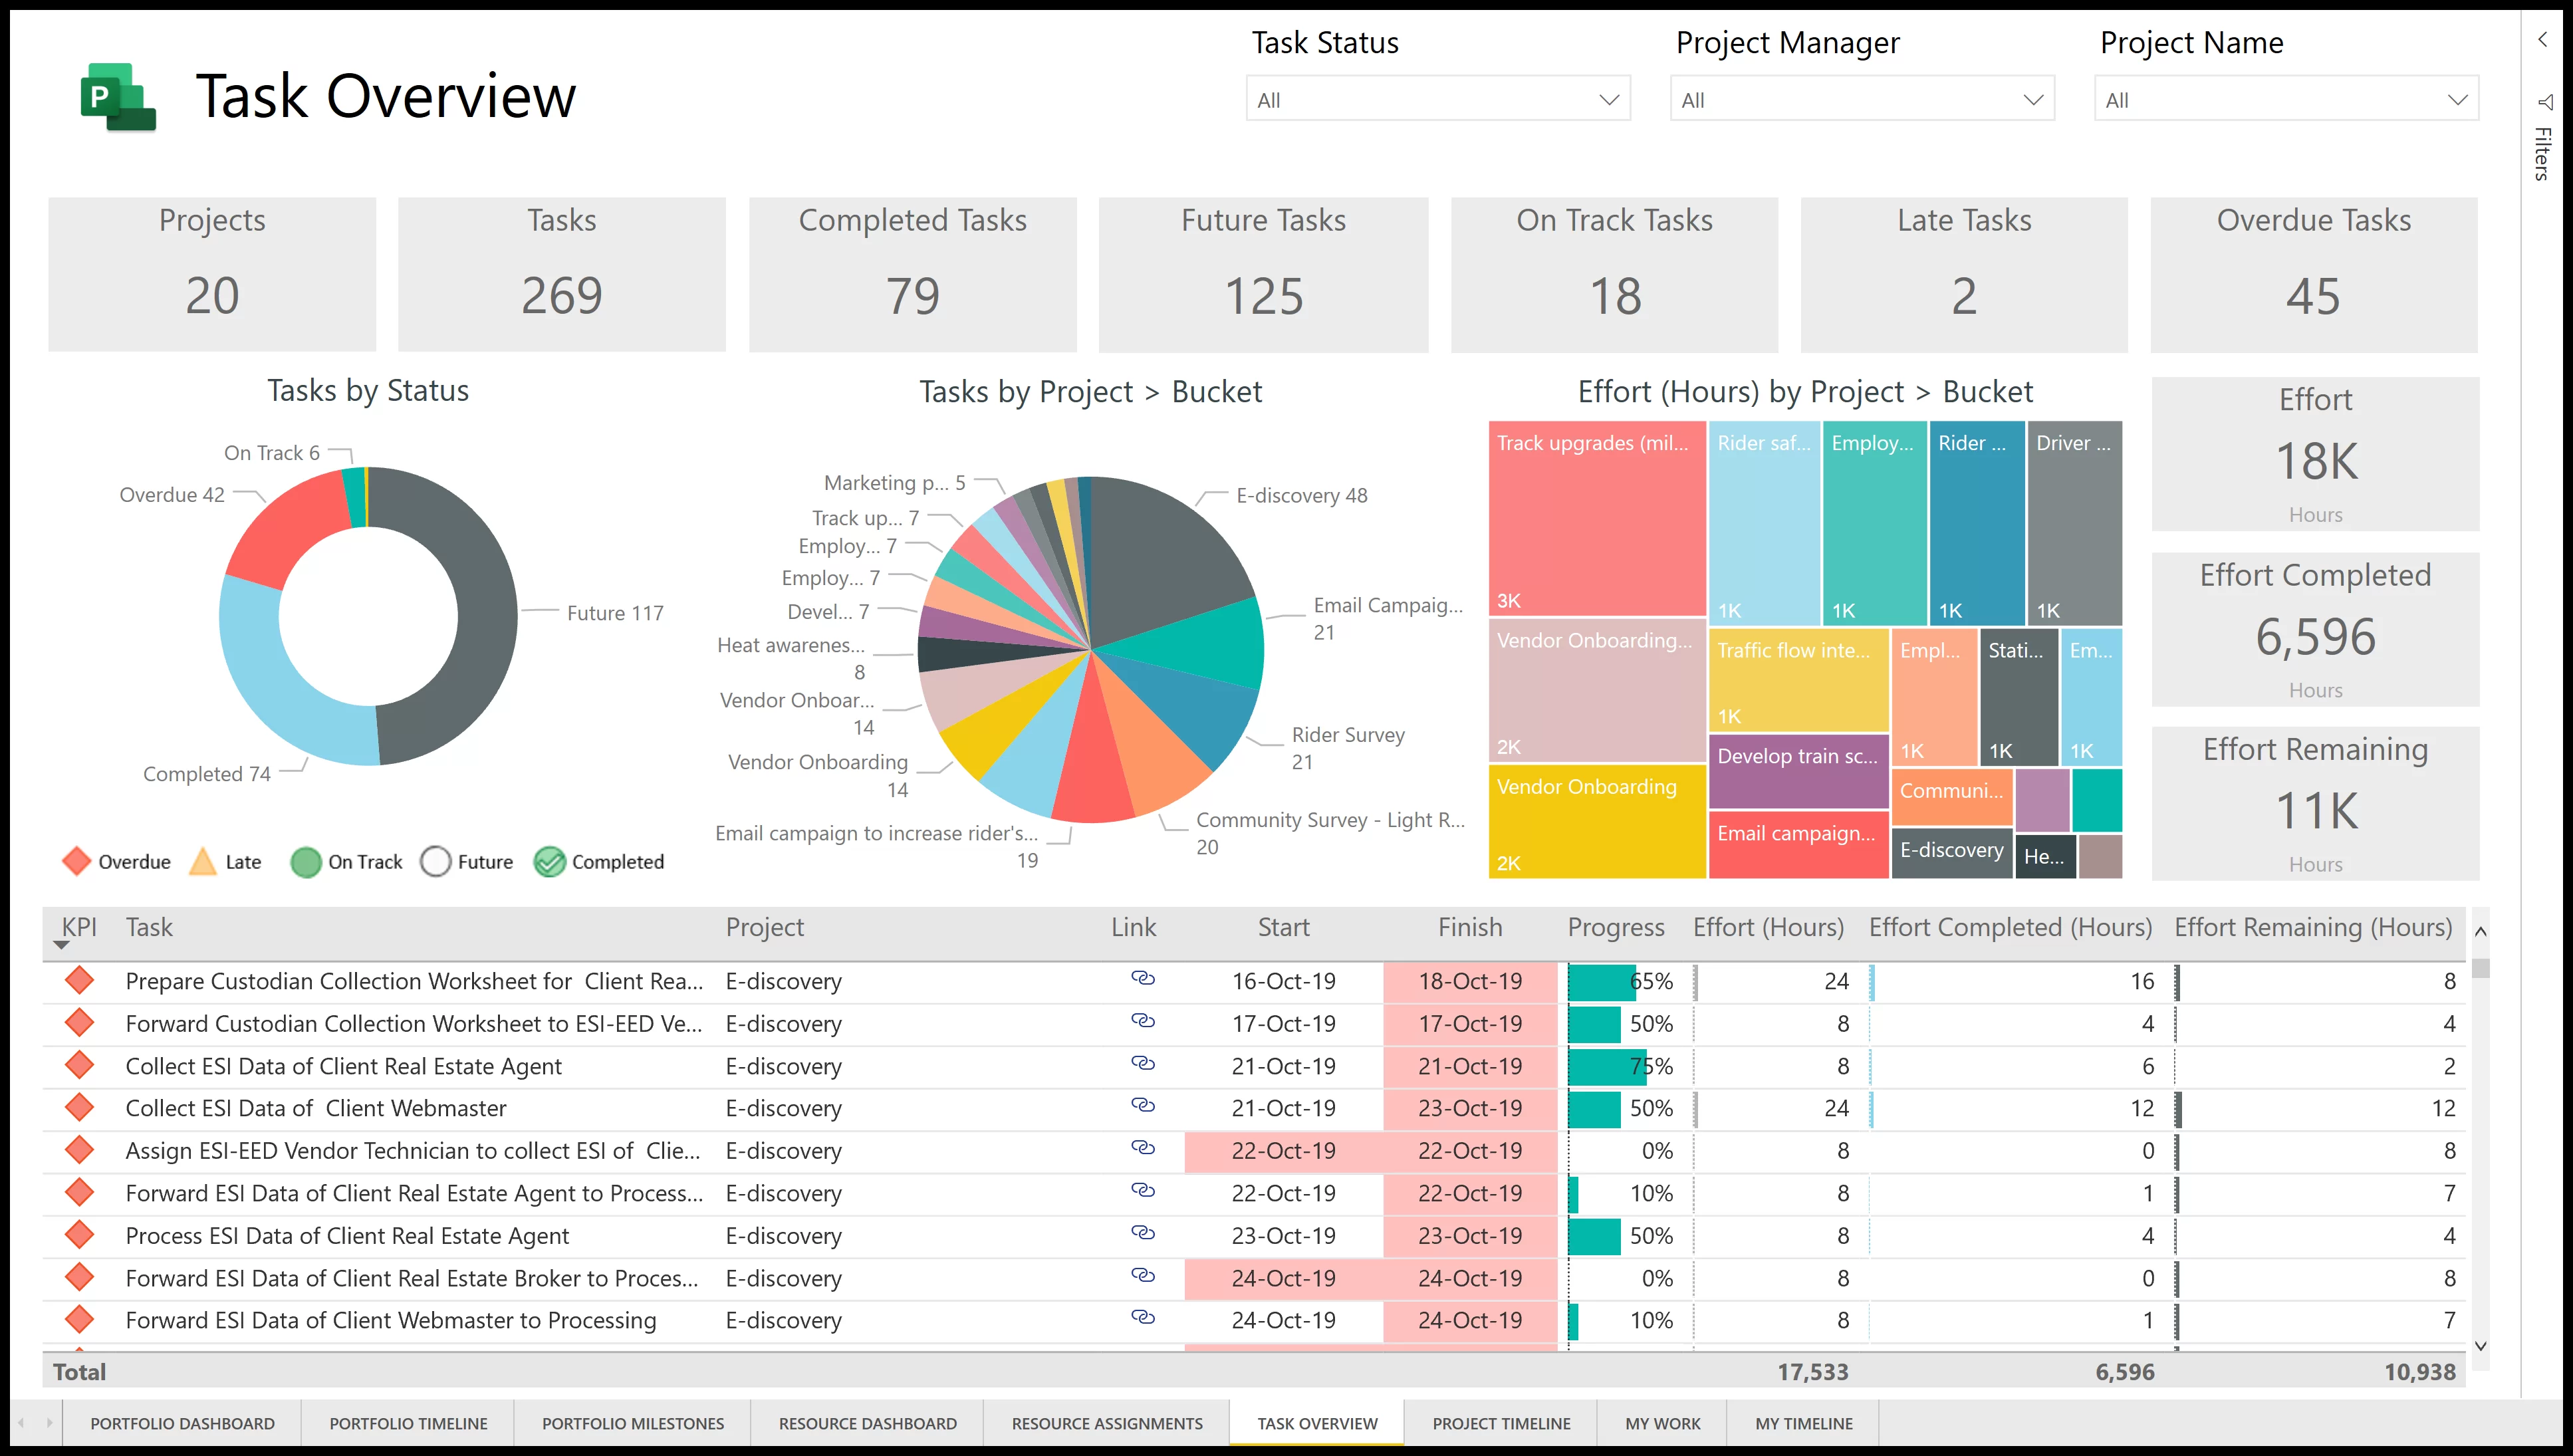 Task Status
Project Manager
Project Name
P
Task Overview
All
All
All
Filters
Projects
20
Tasks
269
Completed Tasks
79
Future Tasks
125
On Track Tasks
18
Late Tasks
2
Overdue Tasks
45
Tasks by Status
On Track 6
Overdue 42
Future 117
Completed 74
Overdue
Late
On Track
Future
Completed
Tasks by Project > Bucket
Marketing p... 5
Track up... 7
Employ... 7
Employ... 7
Devel... 7
Heat awarenes...
8
Vendor Onboar...
14
Vendor Onboarding
14
Email campaign to increase rider's...
19
E-discovery 48
Email Campaig...
21
Rider Survey
21
Community Survey - Light R...
20
Effort (Hours) by Project > Bucket
Track upgrades (mil...
3K
Vendor Onboarding...
2K
Vendor Onboarding
2K
Rider saf...
1K
Employ...
1K
Rider ...
1K
Driver ...
1K
Traffic flow inte...
1K
Develop train sc...
Email campaign...
Empl...
1K
Stati...
1K
Em...
1K
Communi...
E-discovery
He...
Effort
18K
Hours
Effort Completed
6,596
Hours
Effort Remaining
11K
Hours
KPI Task Project Link Start Finish Progress Effort (Hours) Effort Completed (Hours) Effort Remaining (Hours)
Prepare Custodian Collection Worksheet for Client Rea... E-discovery 16-Oct-19 18-Oct-19 65% 24 16 8
Forward Custodian Collection Worksheet to ESI-EED Ve... E-discovery 17-Oct-19 17-Oct-19 50% 8 4 4
Collect ESI Data of Client Real Estate Agent E-discovery 21-Oct-19 21-Oct-19 75% 8 6 2
Collect ESI Data of Client Webmaster E-discovery 21-Oct-19 23-Oct-19 50% 24 12 12
Assign ESI-EED Vendor Technician to collect ESI of Clie... E-discovery 22-Oct-19 22-Oct-19 0% 8 0 8
Forward ESI Data of Client Real Estate Agent to Process... E-discovery 22-Oct-19 22-Oct-19 10% 8 1 7
Process ESI Data of Client Real Estate Agent E-discovery 23-Oct-19 23-Oct-19 50% 8 4 4
Forward ESI Data of Client Real Estate Broker to Proces... E-discovery 24-Oct-19 24-Oct-19 0% 8 0 8
Forward ESI Data of Client Webmaster to Processing E-discovery 24-Oct-19 24-Oct-19 10% 8 1 7
Total 17,533 6,596 10,938
PORTFOLIO DASHBOARD PORTFOLIO TIMELINE PORTFOLIO MILESTONES RESOURCE DASHBOARD RESOURCE ASSIGNMENTS TASK OVERVIEW PROJECT TIMELINE MY WORK MY TIMELINE